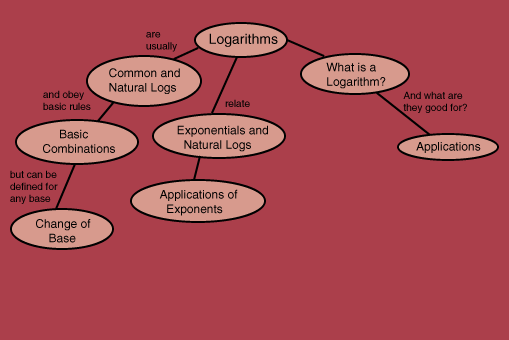 Logarithms
are
usually
Common and
Natural Logs
What is a
Logarithm?
and obey
basic rules
relate
And what are
they good for?
Basic
Combinations
Exponentials and
Natural Logs
Applications
but can be
defined for
any base
Applications of
Exponents
Change of
Base